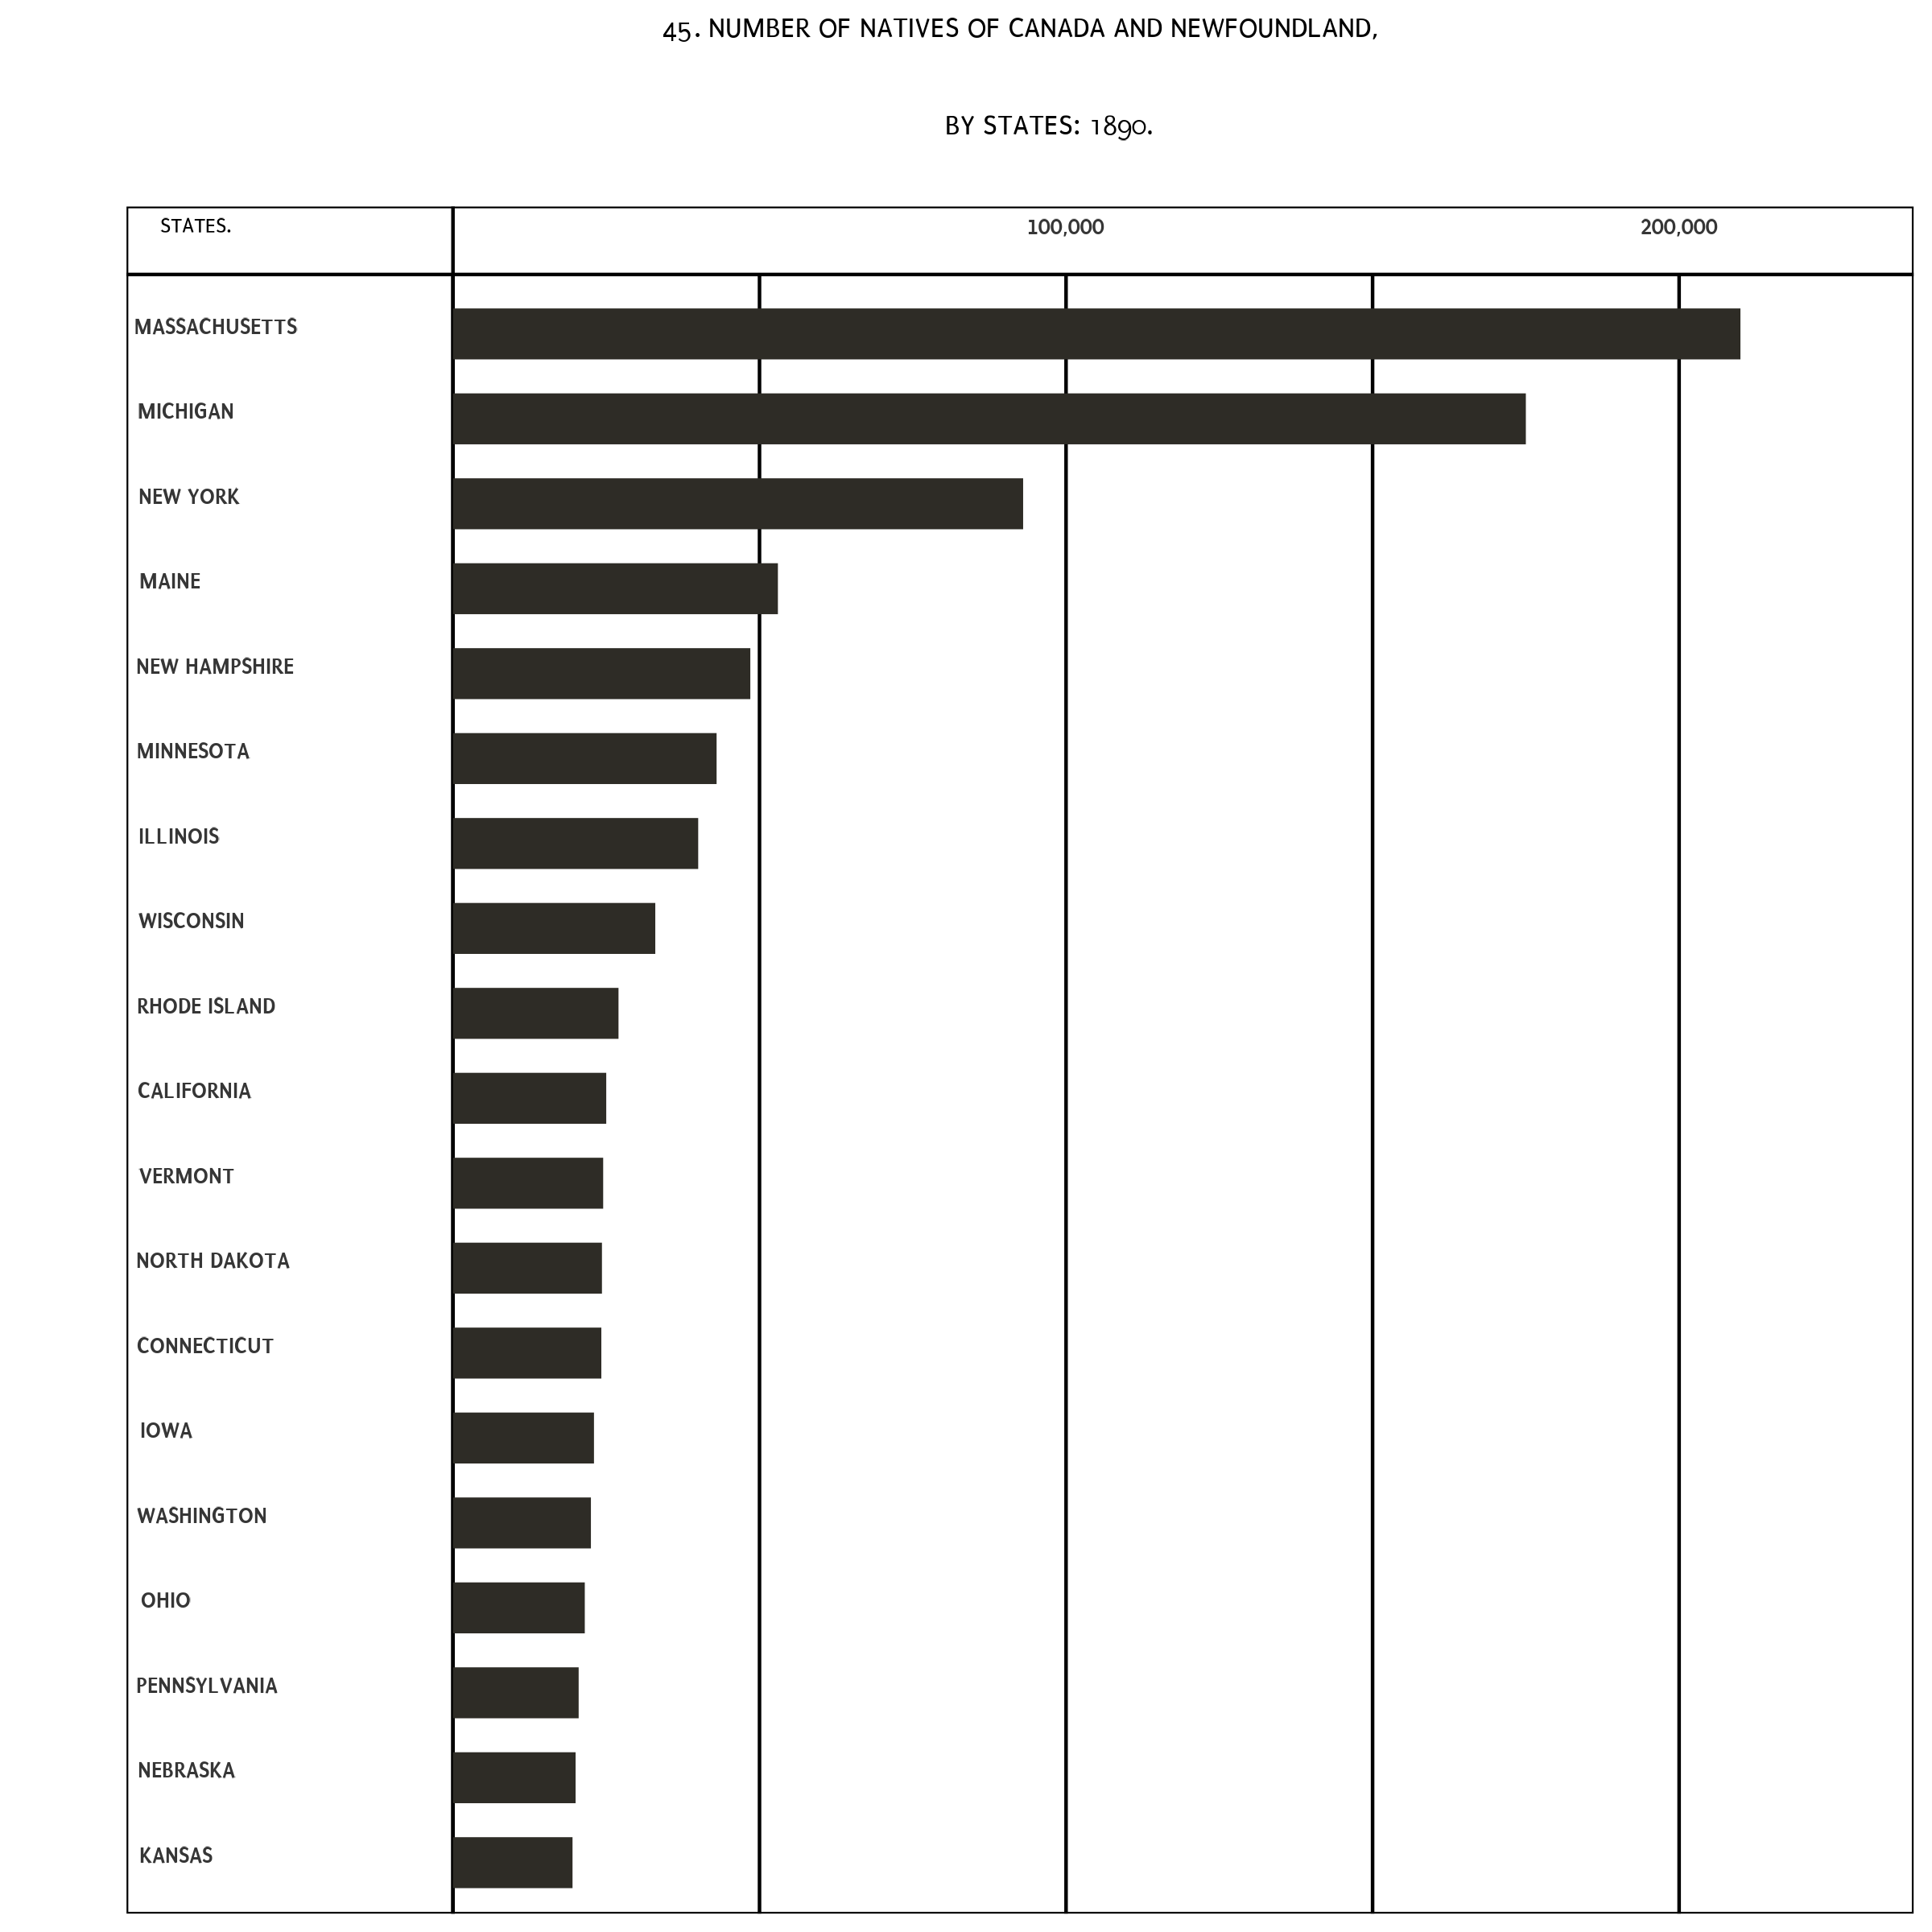 45. NUMBER OF NATIVES OF CANADA AND NEWFOUNDLAND,
BY STATES: 1890.
STATES. 100,000 200,000
MASSACHUSETTS
MICHIGAN
NEW YORK
MAINE
NEW HAMPSHIRE
MINNESOTA
ILLINOIS
WISCONSIN
RHODE ISLAND
CALIFORNIA
VERMONT
NORTH DAKOTA
CONNECTICUT
IOWA
WASHINGTON
OHIO
PENNSYLVANIA
NEBRASKA
KANSAS